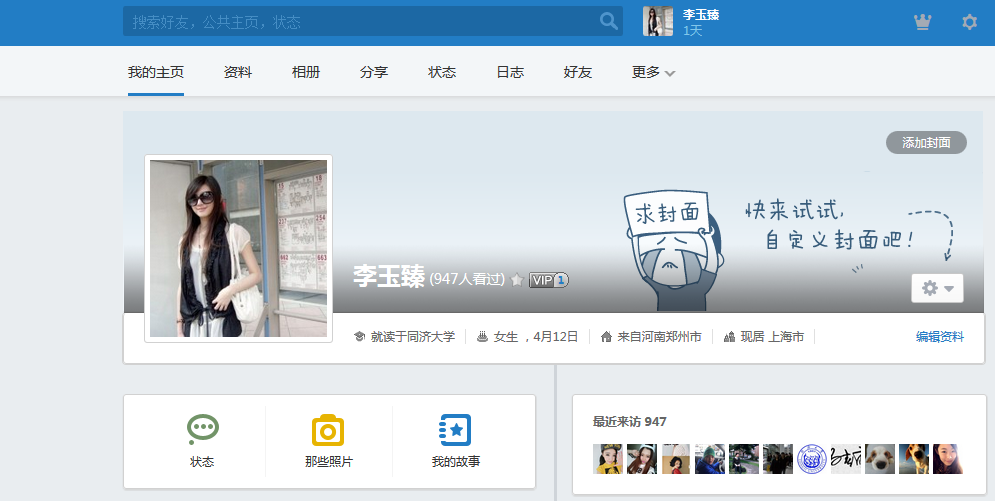 搜索好友，公共主页，状态
李玉臻
1天
我的主页 资料 相册 分享 状态 日志 好友 更多
添加封面
求封面
快来试试,
自定义封面吧!
李玉臻 (947人看过) VIP 1
就读于同济大学 女生 ，4月12日 来自河南郑州市 现居 上海市 编辑资料
状态 那些照片 我的故事
最近来访 947